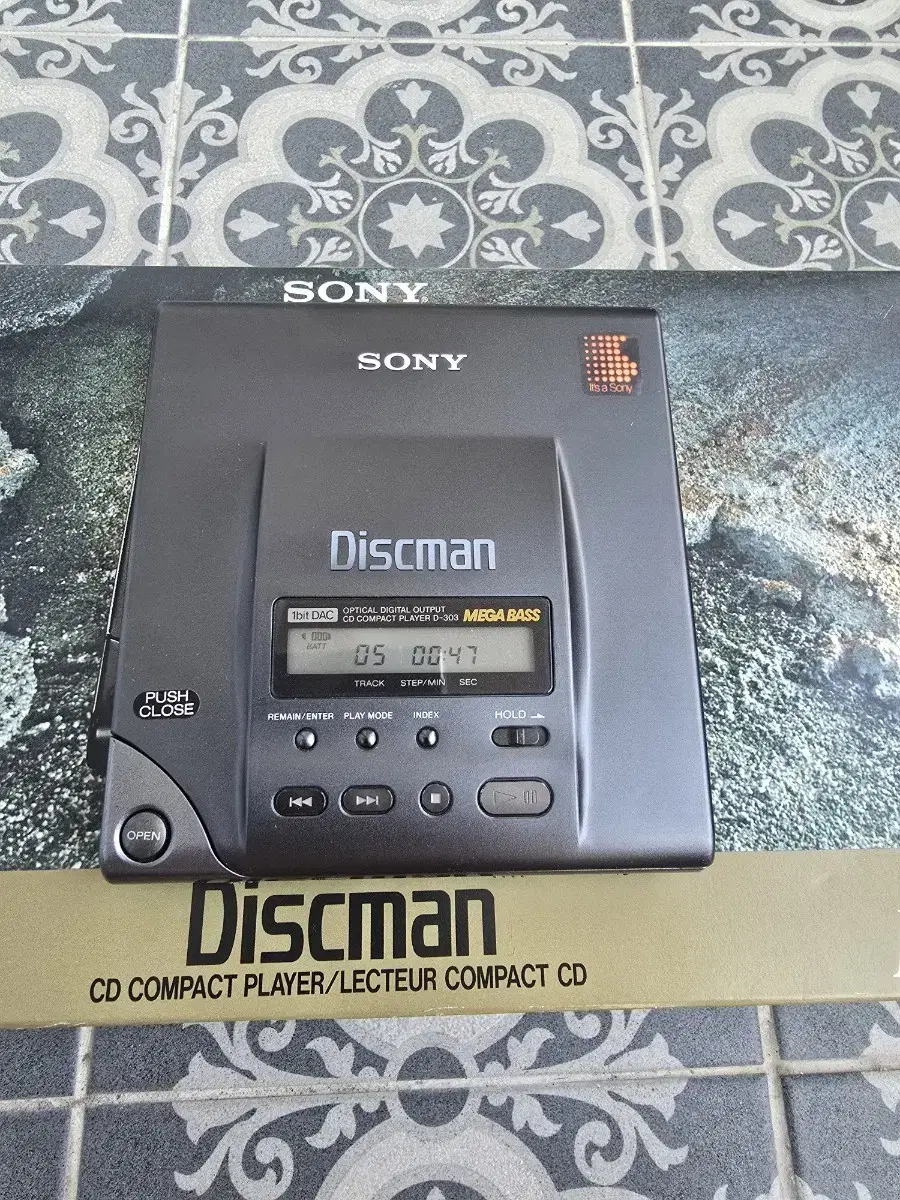 SONY
SONY
It's a Sony
Discman
1bit DAC
OPTICAL DIGITAL OUTPUT
CD COMPACT PLAYER D-303
MEGA BASS
BATT
05 00:47
TRACK STEP/MIN SEC
PUSH
CLOSE
REMAIN/ENTER PLAY MODE INDEX HOLD
OPEN
Discman
CD COMPACT PLAYER/LECTEUR COMPACT CD